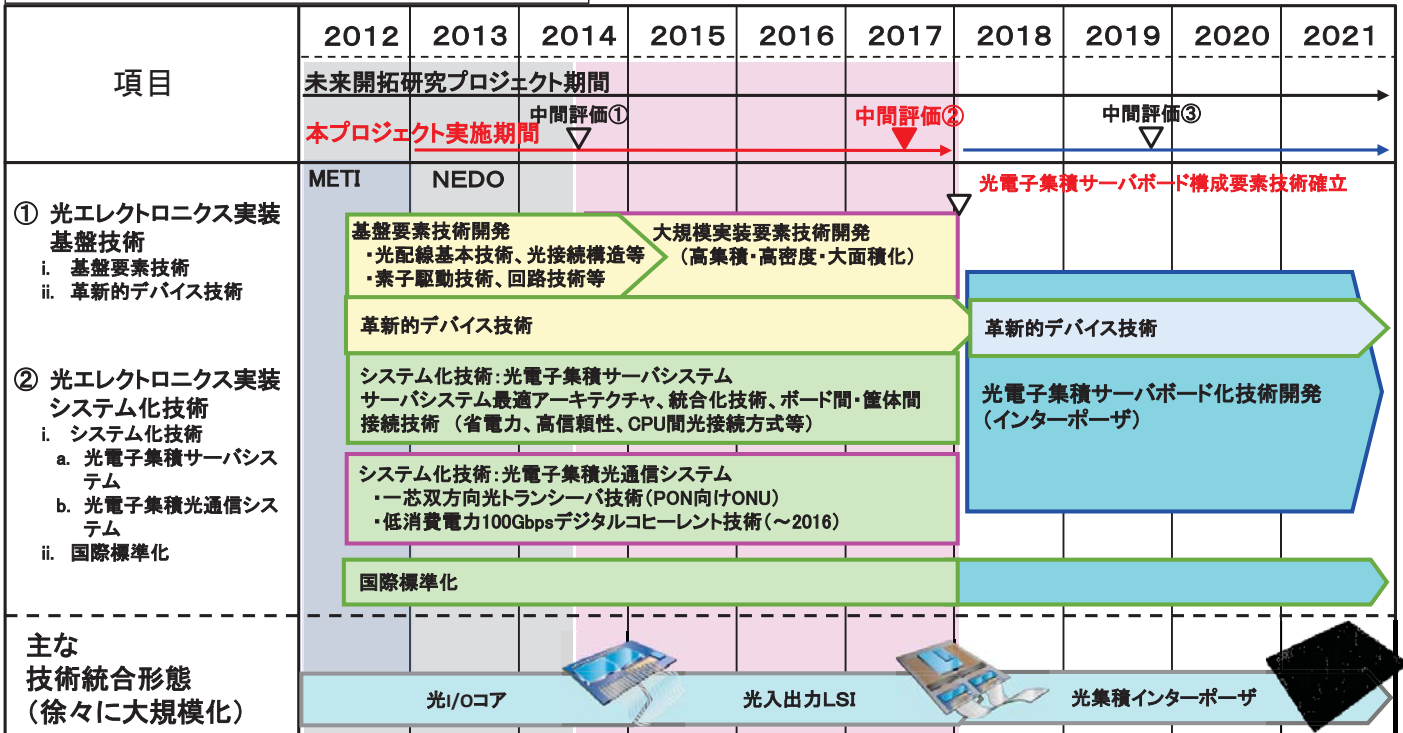 項目
2012 2013 2014 2015 2016 2017 2018 2019 2020 2021
未来開拓研究プロジェクト期間
中間評価①
中間評価②
中間評価③
本プロジェクト実施期間
METI
NEDO
光電子集積サーバボード構成要素技術確立
① 光エレクトロニクス実装
基盤技術
i. 基盤要素技術
ii. 革新的デバイス技術
② 光エレクトロニクス実装
システム化技術
i. システム化技術
a. 光電子集積サーバシス
テム
b. 光電子集積光通信シス
テム
ii. 国際標準化
基盤要素技術開発
・光配線基本技術、光接続構造等
・素子駆動技術、回路技術等
大規模実装要素技術開発
（高集積・高密度・大面積化）
革新的デバイス技術
革新的デバイス技術
システム化技術：光電子集積サーバシステム
サーバシステム最適アーキテクチャ、統合化技術、ボード間・筐体間
接続技術 （省電力、高信頼性、CPU間光接続方式等）
光電子集積サーバボード化技術開発
（インターポーザ）
システム化技術：光電子集積光通信システム
・一芯双方向光トランシーバ技術（PON向けONU）
・低消費電力100Gbpsデジタルコヒーレント技術（～2016）
国際標準化
主な
技術統合形態
（徐々に大規模化）
光I/Oコア
光入出力LSI
光集積インターポーザ